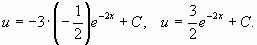 u = −3·(−1/2)e^{−2x} + C, u = 3/2 e^{−2x} + C.